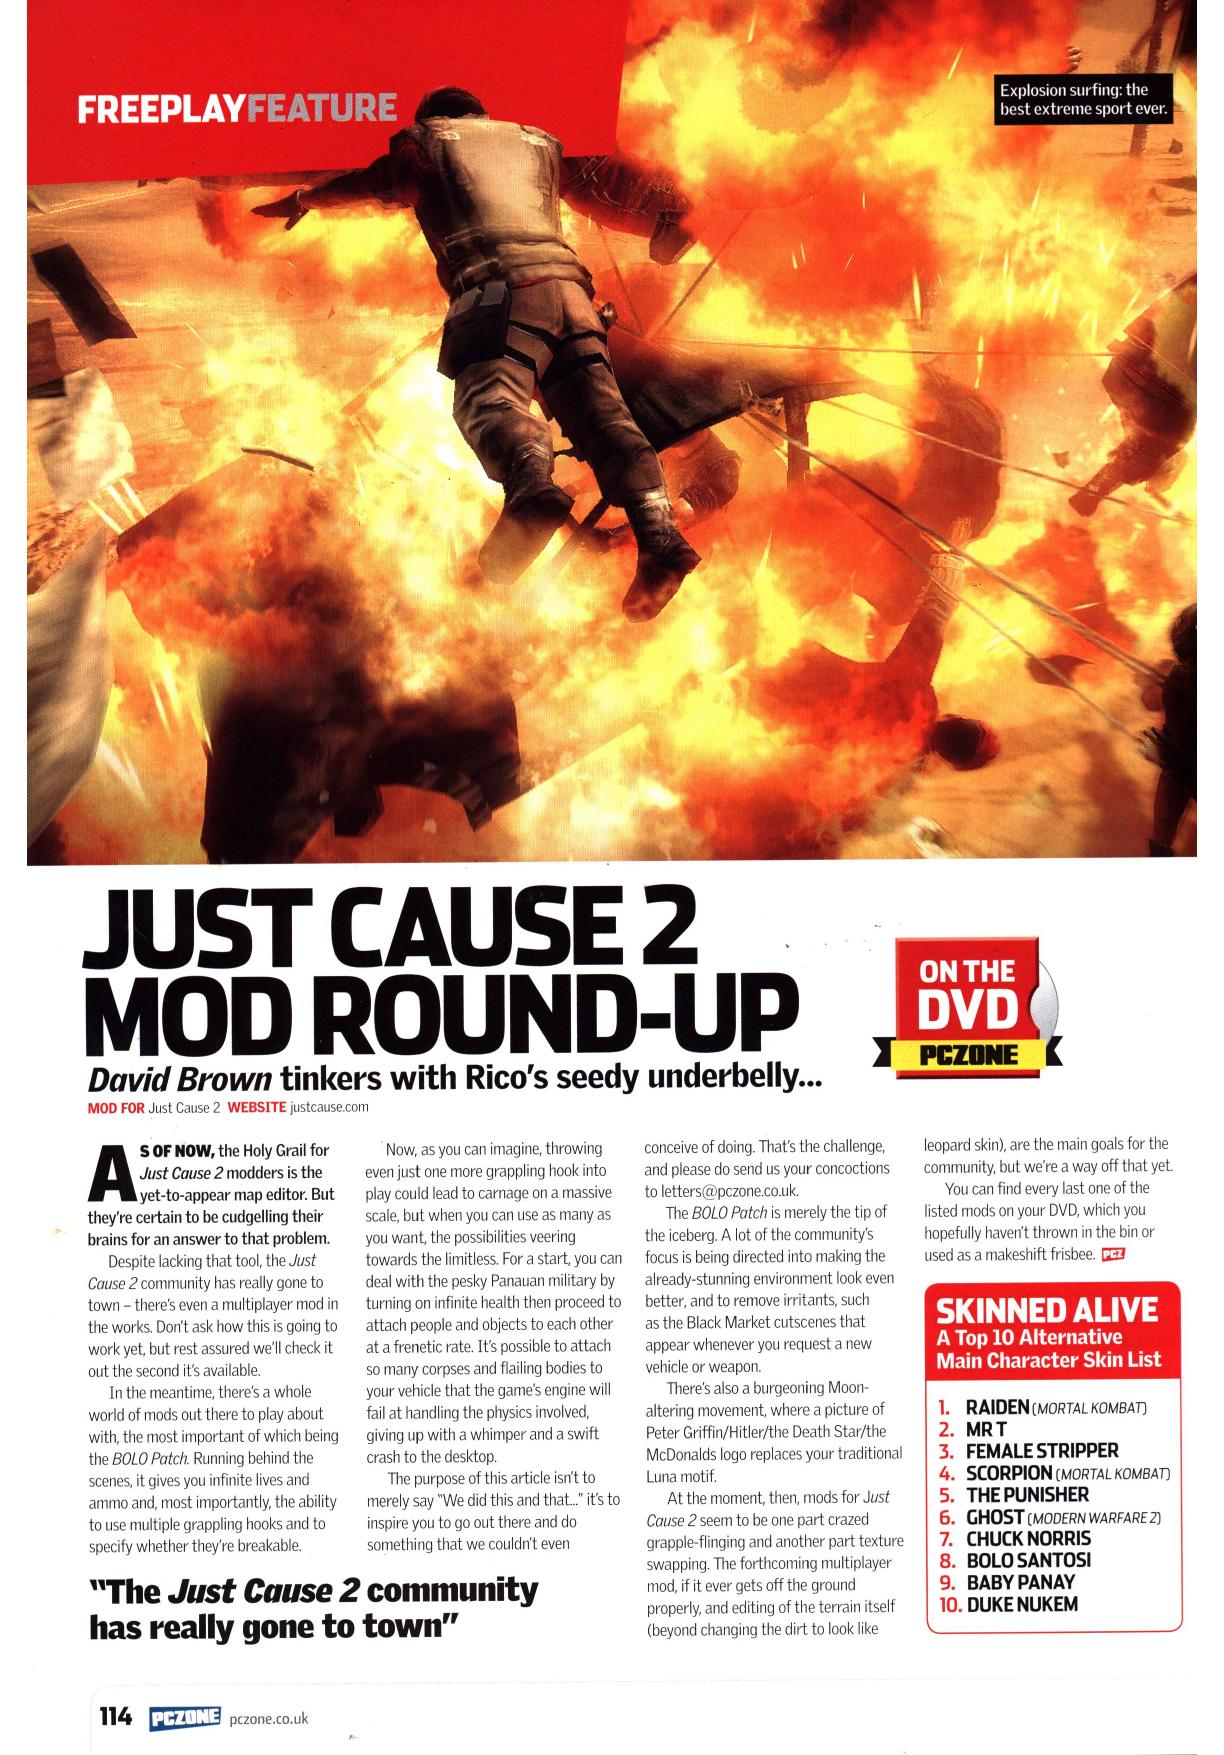 FREEPLAYFEATURE
Explosion surfing: the
best extreme sport ever.
JUST CAUSE 2
MOD ROUND-UP
David Brown tinkers with Rico's seedy underbelly...
MOD FOR Just Cause 2 WEBSITE justcause.com
ON THE
DVD
PCZONE
AS OF NOW, the Holy Grail for
Just Cause 2 modders is the
yet-to-appear map editor. But
they're certain to be cudgelling their
brains for an answer to that problem.
Despite lacking that tool, the Just
Cause 2 community has really gone to
town – there's even a multiplayer mod in
the works. Don't ask how this is going to
work yet, but rest assured we'll check it
out the second it's available.
In the meantime, there's a whole
world of mods out there to play about
with, the most important of which being
the BOLO Patch. Running behind the
scenes, it gives you infinite lives and
ammo and, most importantly, the ability
to use multiple grappling hooks and to
specify whether they're breakable.
Now, as you can imagine, throwing
even just one more grappling hook into
play could lead to carnage on a massive
scale, but when you can use as many as
you want, the possibilities veering
towards the limitless. For a start, you can
deal with the pesky Panauan military by
turning on infinite health then proceed to
attach people and objects to each other
at a frenetic rate. It's possible to attach
so many corpses and flailing bodies to
your vehicle that the game's engine will
fail at handling the physics involved,
giving up with a whimper and a swift
crash to the desktop.
The purpose of this article isn't to
merely say "We did this and that..." it's to
inspire you to go out there and do
something that we couldn't even
"The Just Cause 2 community
has really gone to town"
conceive of doing. That's the challenge,
and please do send us your concoctions
to letters@pczone.co.uk.
The BOLO Patch is merely the tip of
the iceberg. A lot of the community's
focus is being directed into making the
already-stunning environment look even
better, and to remove irritants, such
as the Black Market cutscenes that
appear whenever you request a new
vehicle or weapon.
There's also a burgeoning Moon-
altering movement, where a picture of
Peter Griffin/Hitler/the Death Star/the
McDonalds logo replaces your traditional
Luna motif.
At the moment, then, mods for Just
Cause 2 seem to be one part crazed
grapple-flinging and another part texture
swapping. The forthcoming multiplayer
mod, if it ever gets off the ground
properly, and editing of the terrain itself
(beyond changing the dirt to look like
leopard skin), are the main goals for the
community, but we're a way off that yet.
You can find every last one of the
listed mods on your DVD, which you
hopefully haven't thrown in the bin or
used as a makeshift frisbee. PCZ
SKINNED ALIVE
A Top 10 Alternative
Main Character Skin List
1. RAIDEN (MORTAL KOMBAT)
2. MR T
3. FEMALE STRIPPER
4. SCORPION (MORTAL KOMBAT)
5. THE PUNISHER
6. GHOST (MODERN WARFARE 2)
7. CHUCK NORRIS
8. BOLO SANTOSI
9. BABY PANAY
10. DUKE NUKEM
114 PCZONE pczone.co.uk